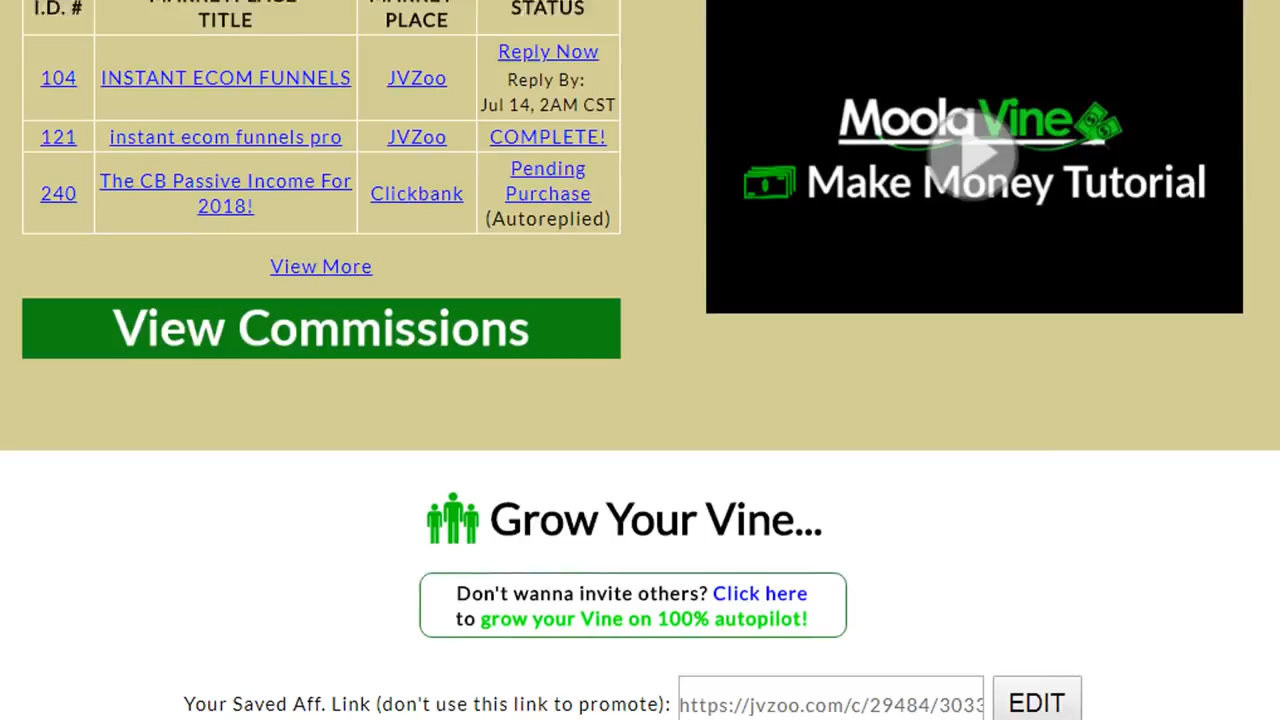 I.D. #
TITLE
PLACE
STATUS
104
INSTANT ECOM FUNNELS
JVZoo
Reply Now
Reply By:
Jul 14, 2AM CST
121
instant ecom funnels pro
JVZoo
COMPLETE!
240
The CB Passive Income For
2018!
Clickbank
Pending
Purchase
(Autoreplied)
View More
View Commissions
MoolaVine
Make Money Tutorial
Grow Your Vine...
Don't wanna invite others? Click here
to grow your Vine on 100% autopilot!
Your Saved Aff. Link (don't use this link to promote):
https://jvzoo.com/c/29484/3033
EDIT